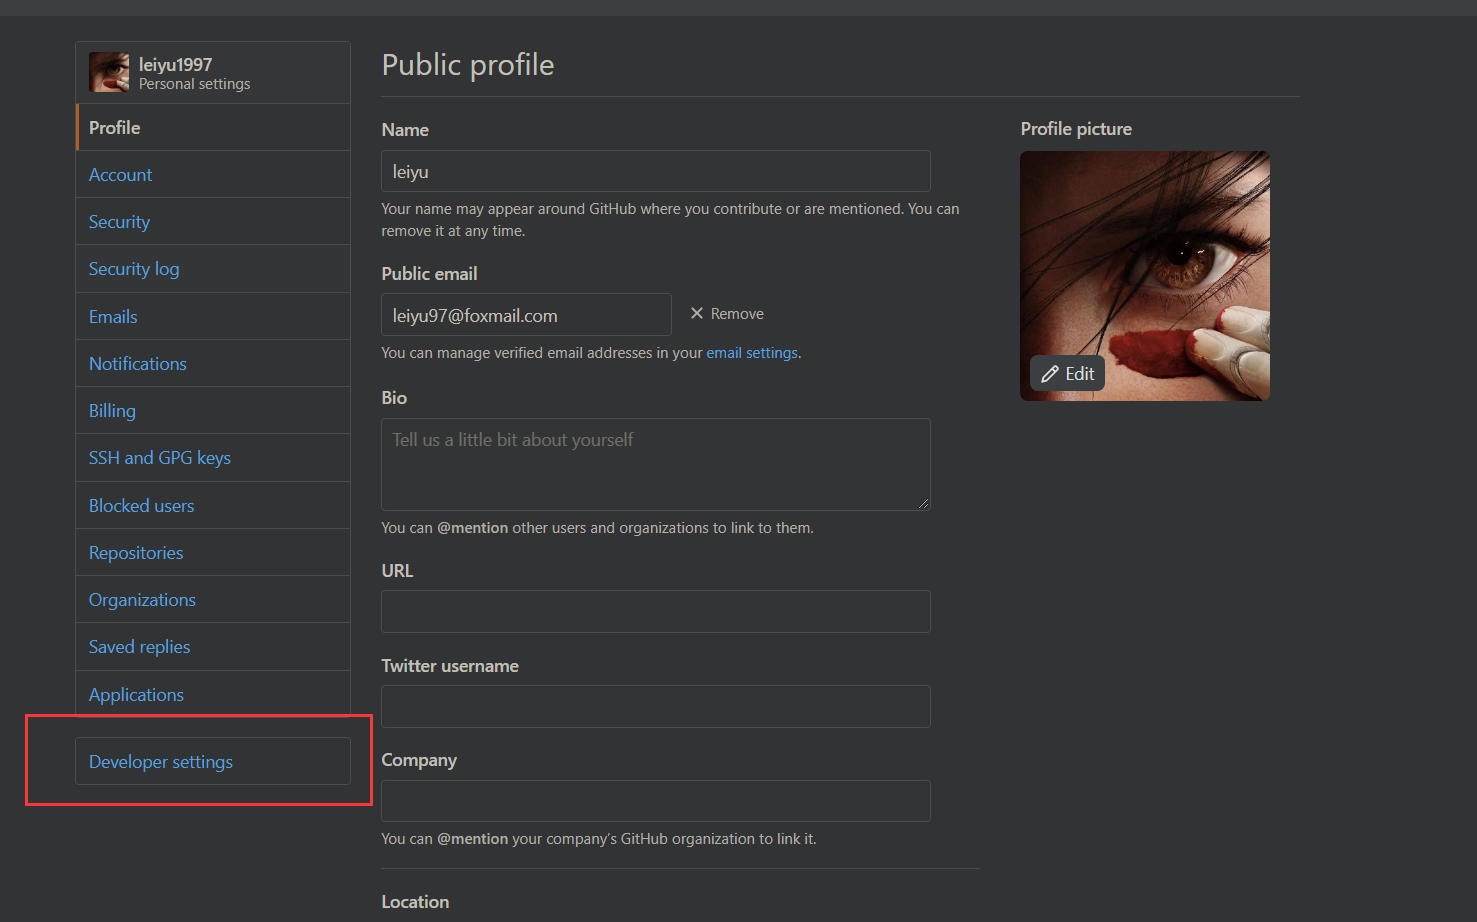 leiyu1997
Personal settings
Profile
Account
Security
Security log
Emails
Notifications
Billing
SSH and GPG keys
Blocked users
Repositories
Organizations
Saved replies
Applications
Developer settings
Public profile
Name
leiyu
Your name may appear around GitHub where you contribute or are mentioned. You can
remove it at any time.
Public email
leiyu97@foxmail.com
Remove
You can manage verified email addresses in your email settings.
Bio
Tell us a little bit about yourself
You can @mention other users and organizations to link to them.
URL
Twitter username
Company
You can @mention your company’s GitHub organization to link it.
Location
Profile picture
Edit